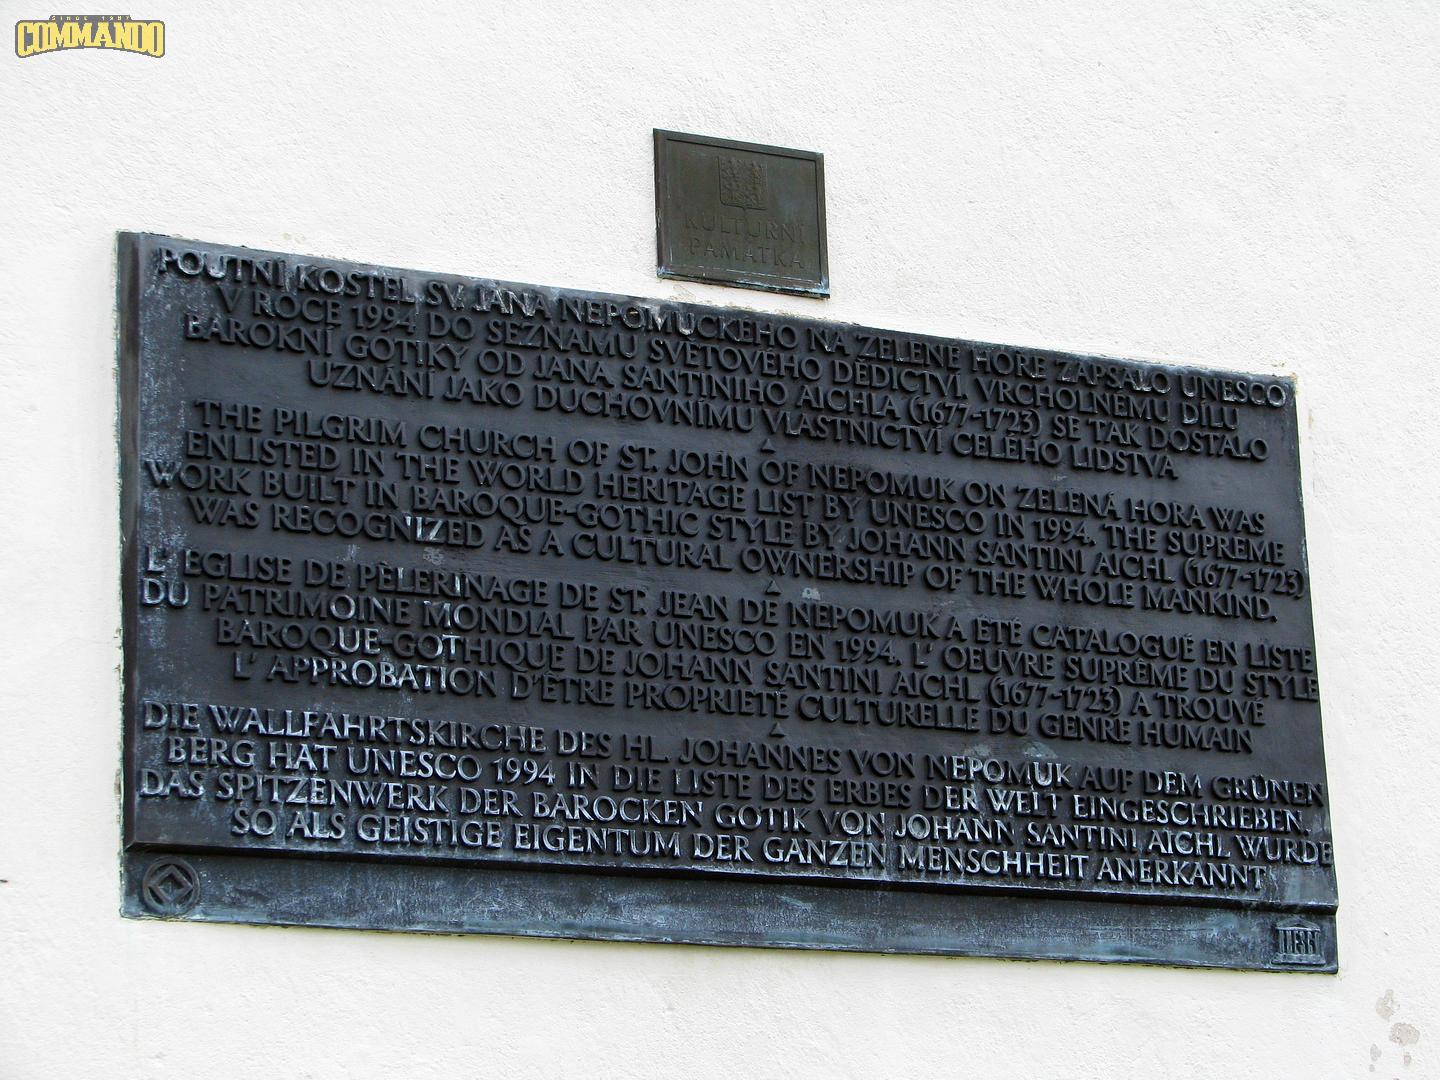 SINCE 1987
COMMANDO
KULTURNÍ
PAMÁTKA
POUTNÍ KOSTEL SV. JANA NEPOMUCKÉHO NA ZELENÉ HOŘE ZAPSALO UNESCO
V ROCE 1994 DO SEZNAMU SVĚTOVÉHO DĚDICTVÍ. VRCHOLNÉMU DÍLU
BAROKNÍ GOTIKY OD JANA SANTINIHO AICHLA (1677-1723) SE TAK DOSTALO
UZNÁNÍ JAKO DUCHOVNÍMU VLASTNICTVÍ CELÉHO LIDSTVA
THE PILGRIM CHURCH OF ST. JOHN OF NEPOMUK ON ZELENÁ HORA WAS
ENLISTED IN THE WORLD HERITAGE LIST BY UNESCO IN 1994. THE SUPREME
WORK BUILT IN BAROQUE-GOTHIC STYLE BY JOHANN SANTINI AICHL (1677-1723)
WAS RECOGNIZED AS A CULTURAL OWNERSHIP OF THE WHOLE MANKIND.
L' EGLISE DE PÈLERINAGE DE ST. JEAN DE NEPOMUK A ÉTÉ CATALOGUÉ EN LISTE
DU PATRIMOINE MONDIAL PAR UNESCO EN 1994. L' OEUVRE SUPRÊME DU STYLE
BAROQUE-GOTHIQUE DE JOHANN SANTINI AICHL (1677-1723) A TROUVÉ
L' APPROBATION D'ÊTRE PROPRIETÉ CULTURELLE DU GENRE HUMAIN
DIE WALLFAHRTSKIRCHE DES HL. JOHANNES VON NEPOMUK AUF DEM GRÜNEN
BERG HAT UNESCO 1994 IN DIE LISTE DES ERBES DER WELT EINGESCHRIEBEN.
DAS SPITZENWERK DER BAROCKEN GOTIK VON JOHANN SANTINI AICHL WURDE
SO ALS GEISTIGE EIGENTUM DER GANZEN MENSCHHEIT ANERKANNT
UNESCO